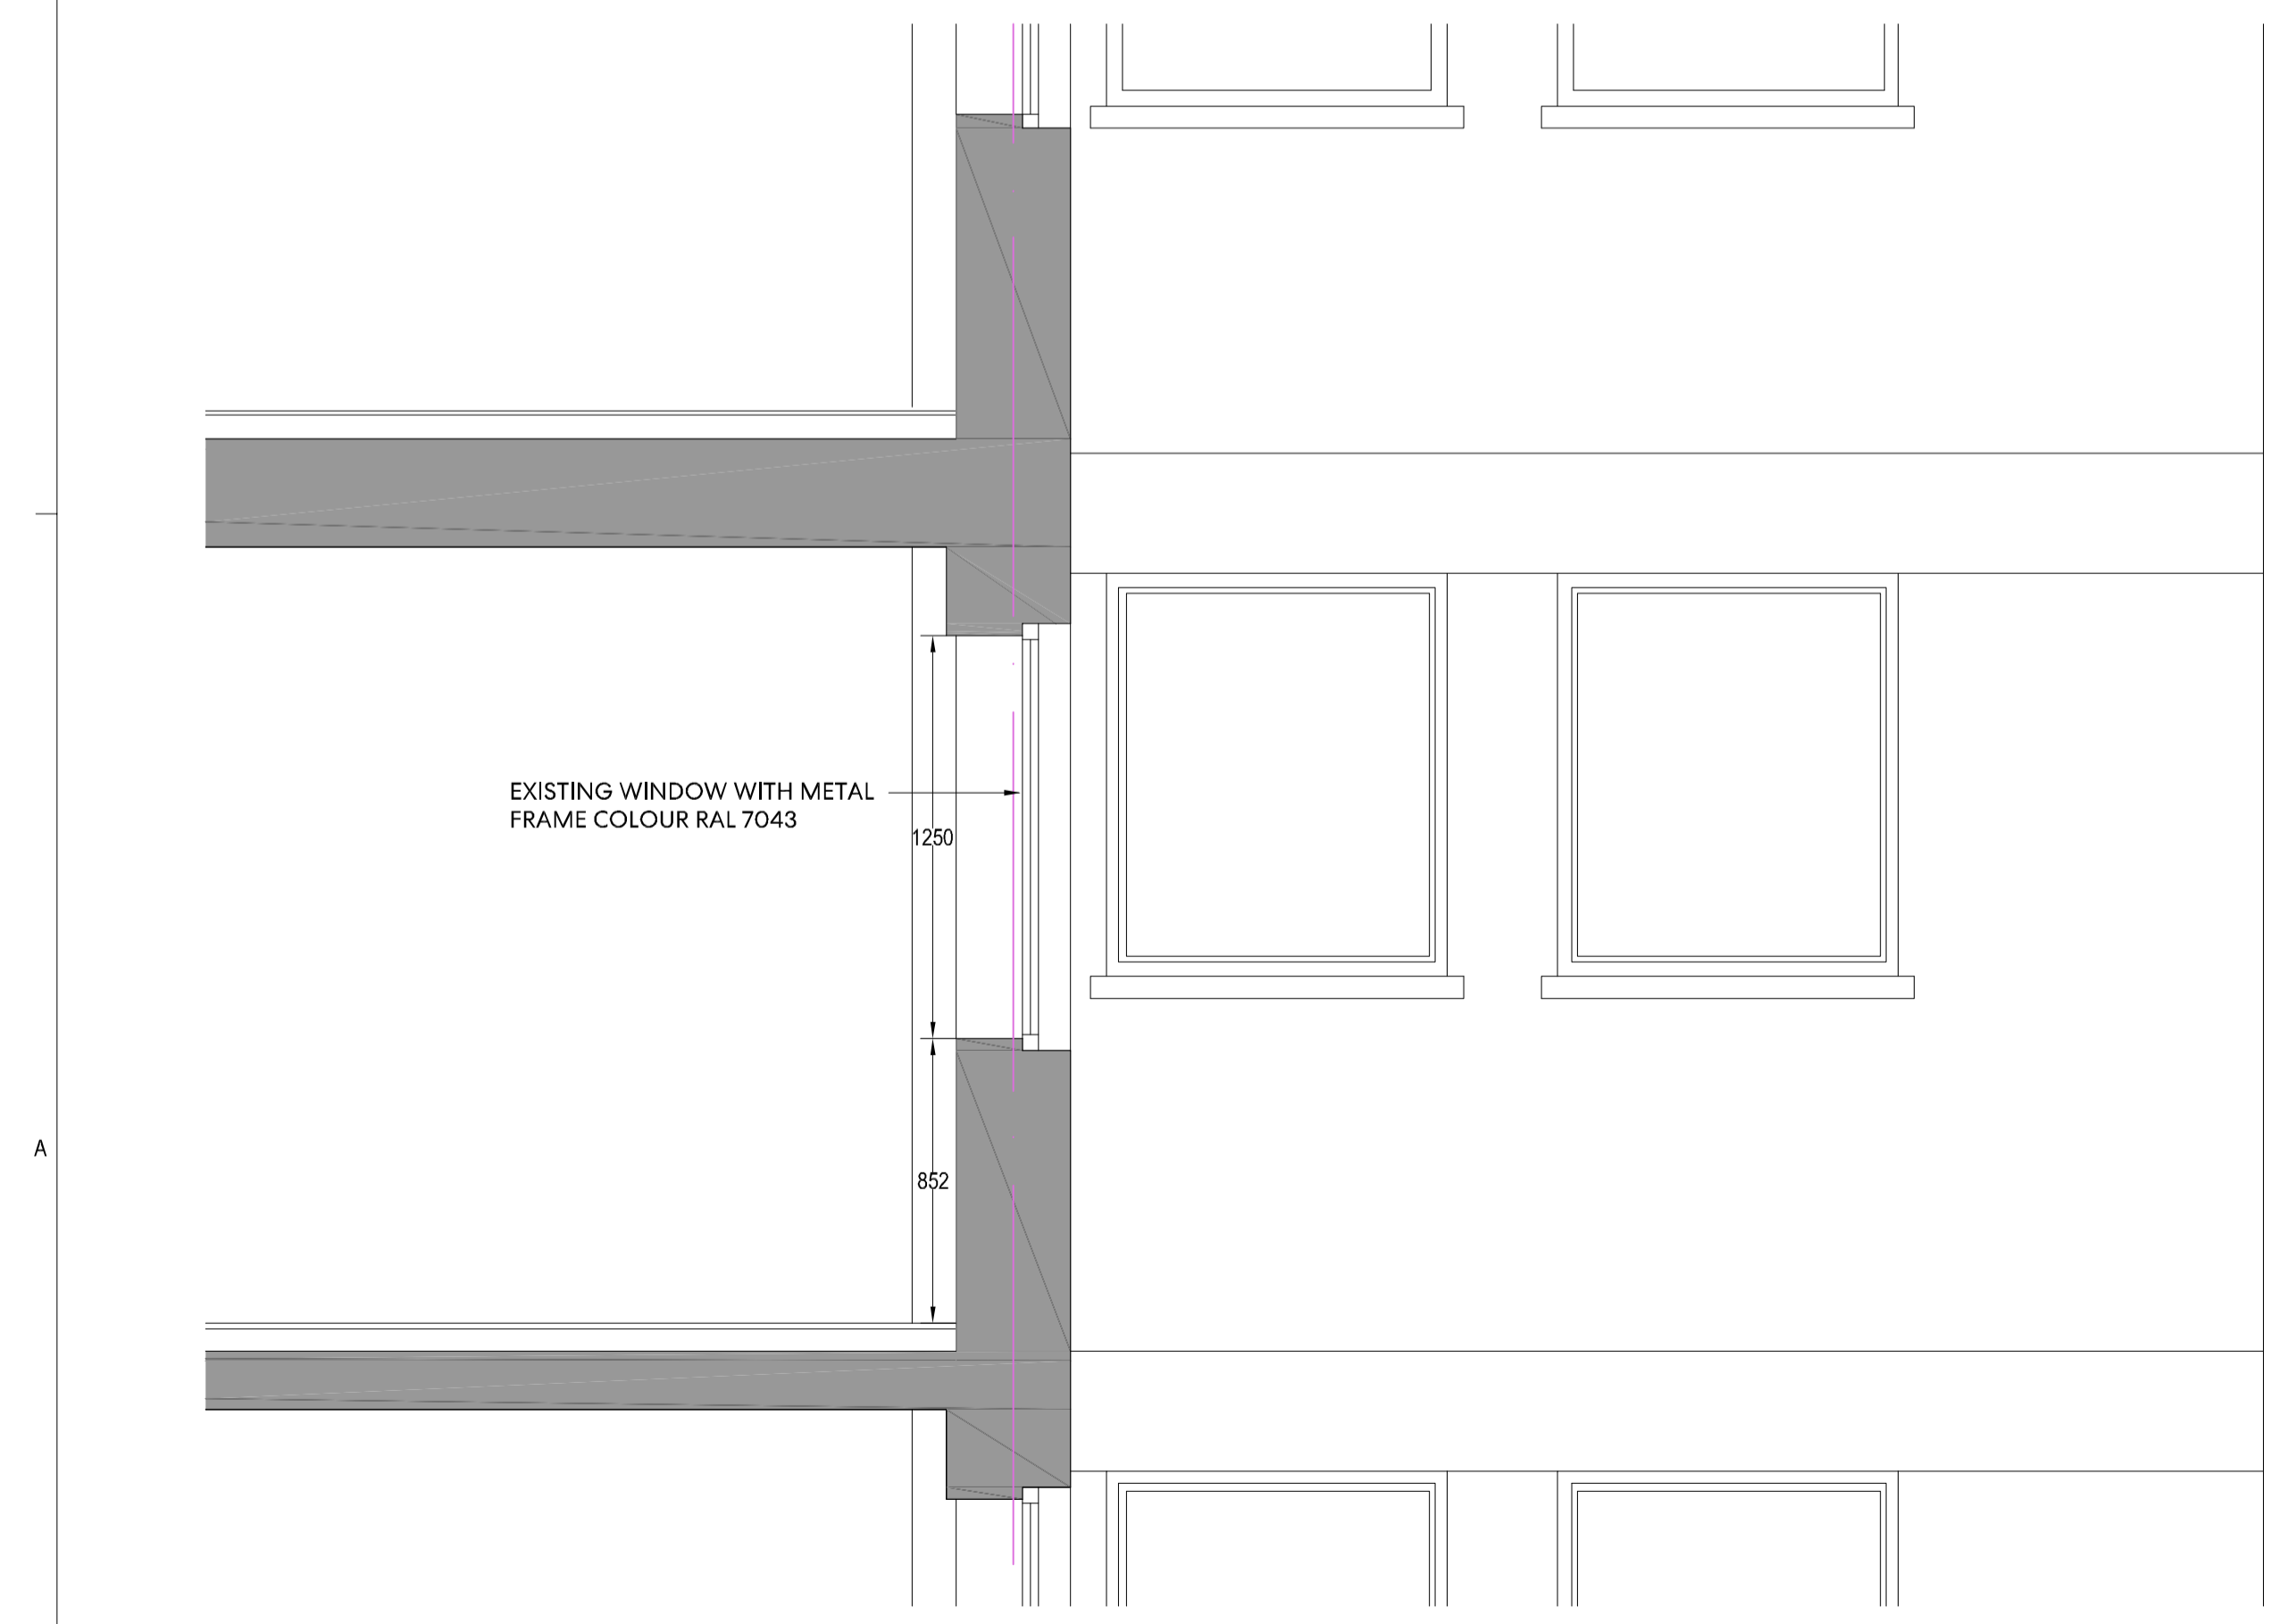 EXISTING WINDOW WITH METAL
FRAME COLOUR RAL 7043
1250
A
852